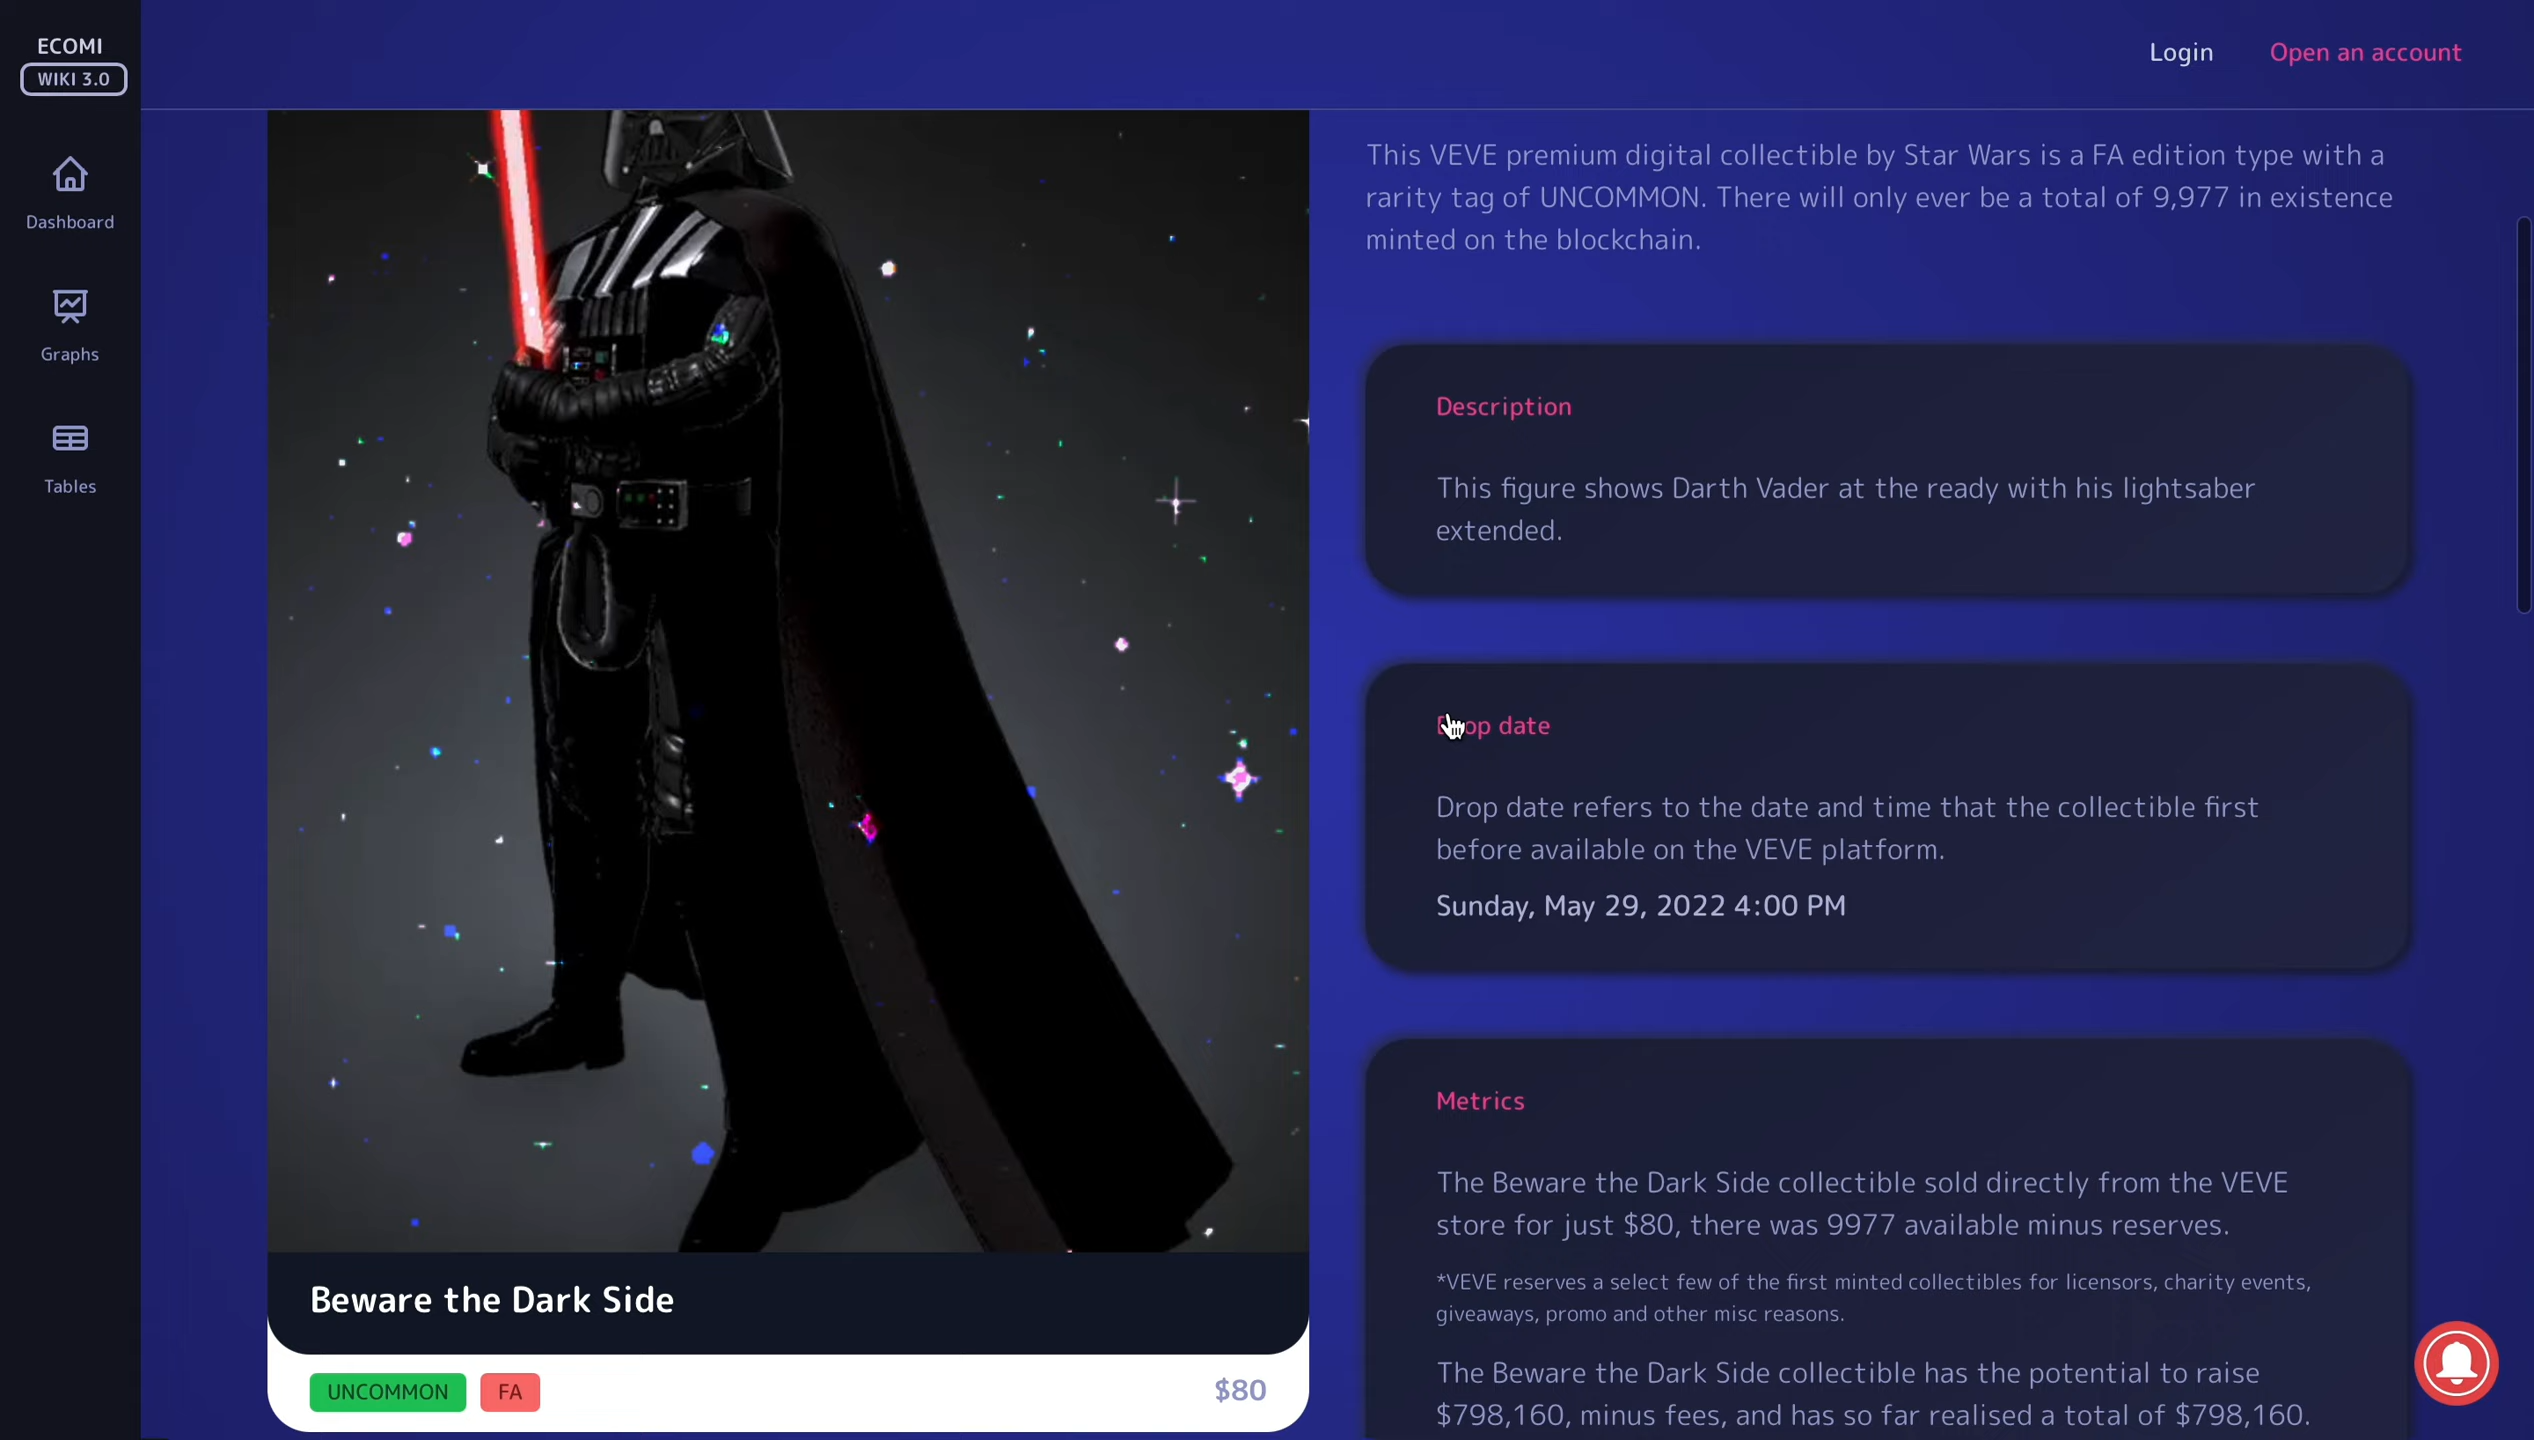 ECOMI
WIKI 3.0
Dashboard
Graphs
Tables
Login
Open an account
This VEVE premium digital collectible by Star Wars is a FA edition type with a
rarity tag of UNCOMMON. There will only ever be a total of 9,977 in existence
minted on the blockchain.
Description
This figure shows Darth Vader at the ready with his lightsaber
extended.
Drop date
Drop date refers to the date and time that the collectible first
before available on the VEVE platform.
Sunday, May 29, 2022 4:00 PM
Metrics
The Beware the Dark Side collectible sold directly from the VEVE
store for just $80, there was 9977 available minus reserves.
*VEVE reserves a select few of the first minted collectibles for licensors, charity events,
giveaways, promo and other misc reasons.
The Beware the Dark Side collectible has the potential to raise
$798,160, minus fees, and has so far realised a total of $798,160.
Beware the Dark Side
UNCOMMON
FA
$80